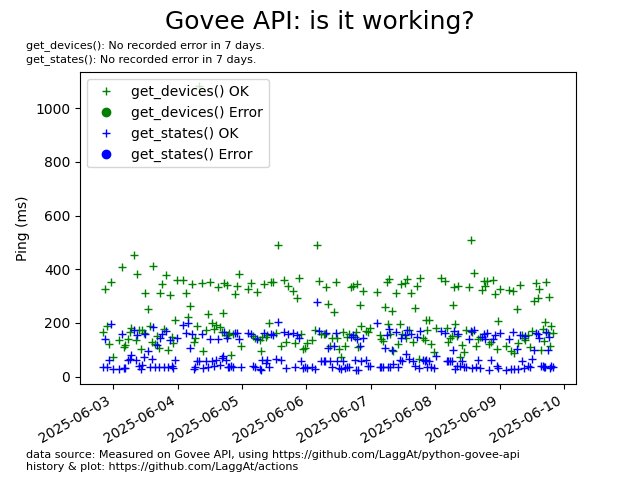 Govee API: is it working?
get_devices(): No recorded error in 7 days.
get_states(): No recorded error in 7 days.
get_devices() OK
get_devices() Error
get_states() OK
get_states() Error
Ping (ms)
1000
800
600
400
200
0
2025-06-03
2025-06-04
2025-06-05
2025-06-06
2025-06-07
2025-06-08
2025-06-09
2025-06-10
data source: Measured on Govee API, using https://github.com/LaggAt/python-govee-api
history & plot: https://github.com/LaggAt/actions